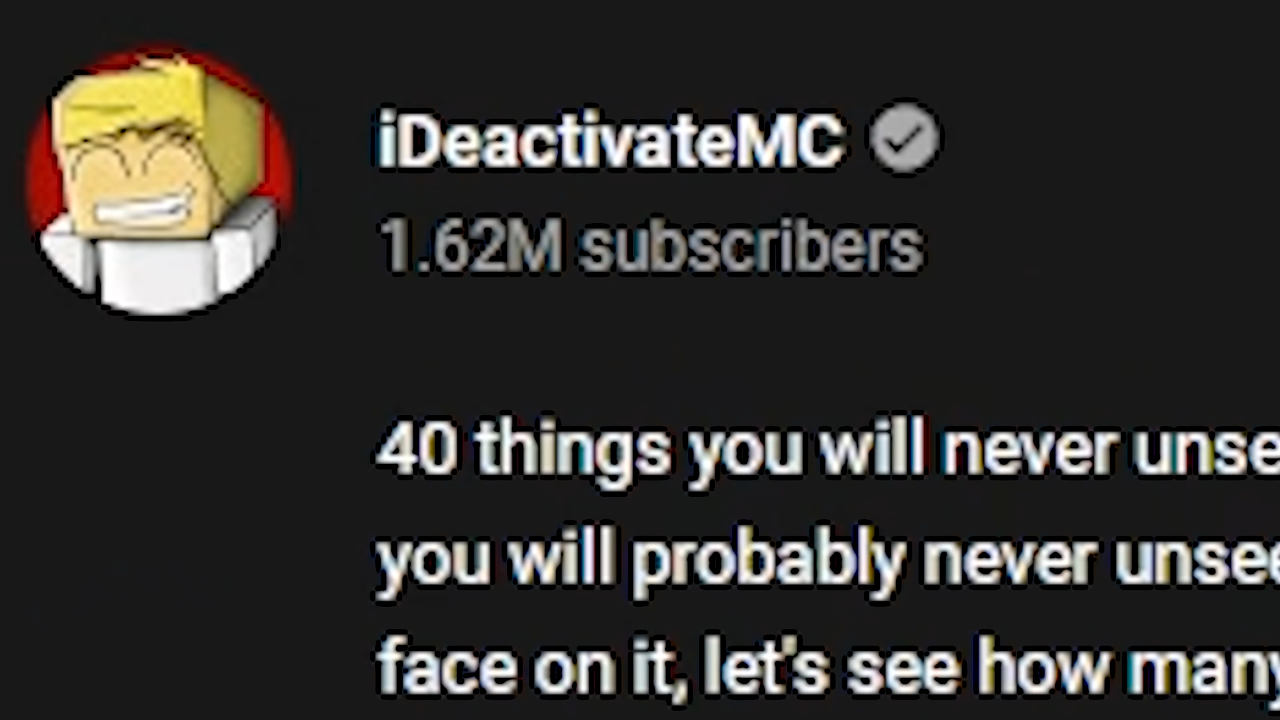 iDeactivateMC
1.62M subscribers
40 things you will never unse
you will probably never unsee
face on it, let's see how many